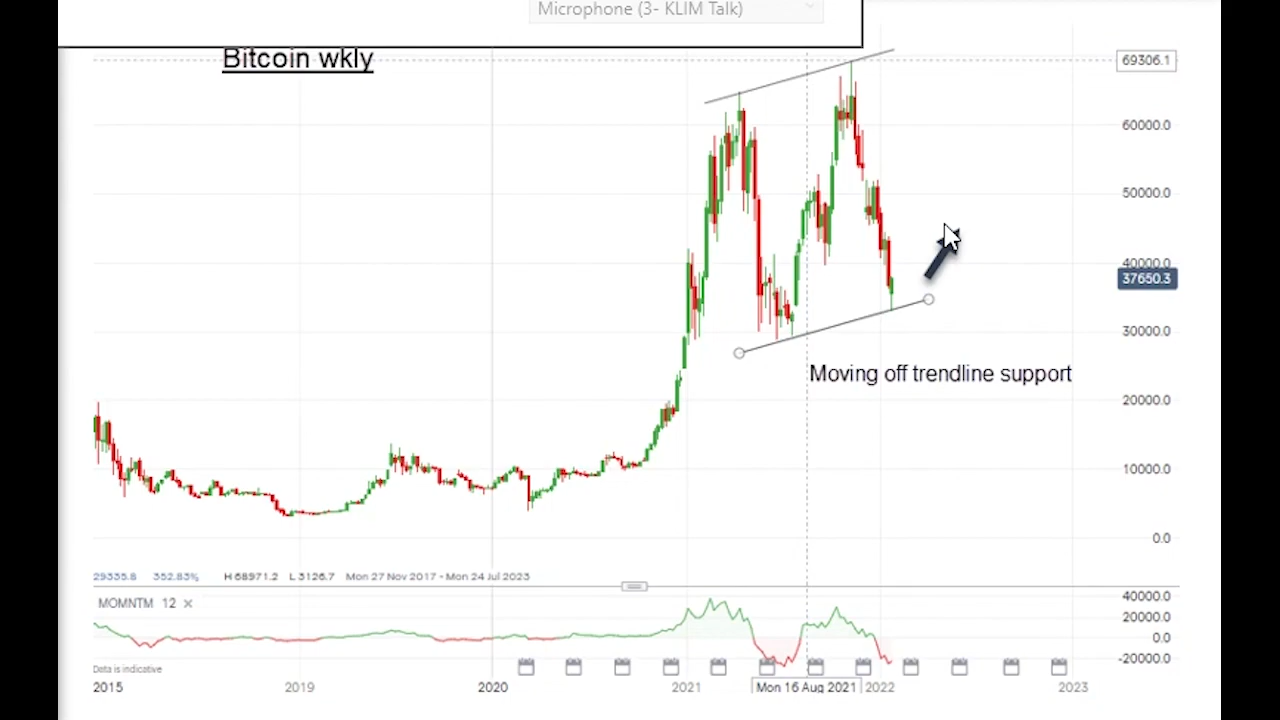 Microphone (3- KLIM Talk)
Bitcoin wkly
69306.1
60000.0
50000.0
40000.0
37650.3
30000.0
Moving off trendline support
20000.0
10000.0
0.0
29335.8 352.83% H 68971.2 L 3126.7 Mon 27 Nov 2017 - Mon 24 Jul 2023
MOMNTM 12 ×
40000.0
20000.0
0.0
-20000.0
Data is indicative
2015 2019 2020 2021 Mon 16 Aug 2021 2022 2023